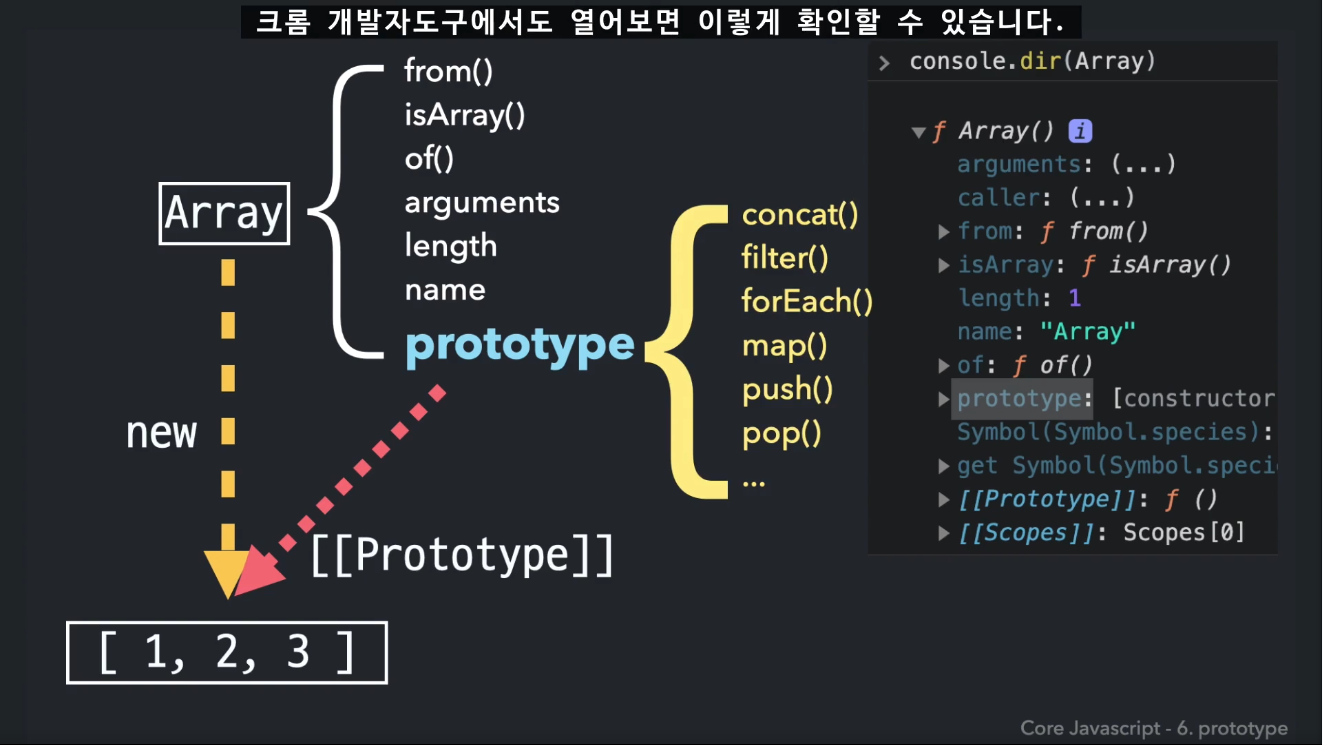 크롬 개발자도구에서도 열어보면 이렇게 확인할 수 있습니다.
Array
from()
isArray()
of()
arguments
length
name
prototype
concat()
filter()
forEach()
map()
push()
pop()
...
new
[[Prototype]]
[ 1, 2, 3 ]
> console.dir(Array)
▼ƒ Array() i
arguments: (...)
caller: (...)
▶from: ƒ from()
▶isArray: ƒ isArray()
length: 1
name: "Array"
▶of: ƒ of()
▶prototype: [constructor
Symbol(Symbol.species):
▶get Symbol(Symbol.speci
▶[[Prototype]]: ƒ ()
▶[[Scopes]]: Scopes[0]
Core Javascript - 6. prototype